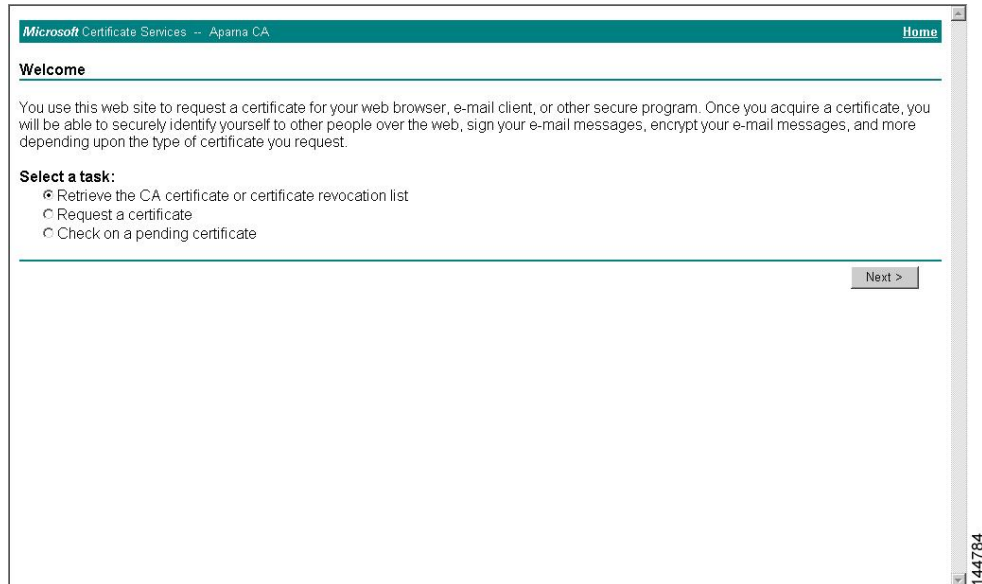 Microsoft Certificate Services -- Aparna CA Home
Welcome
You use this web site to request a certificate for your web browser, e-mail client, or other secure program. Once you acquire a certificate, you
will be able to securely identify yourself to other people over the web, sign your e-mail messages, encrypt your e-mail messages, and more
depending upon the type of certificate you request.
Select a task:
Retrieve the CA certificate or certificate revocation list
Request a certificate
Check on a pending certificate
Next >
144784